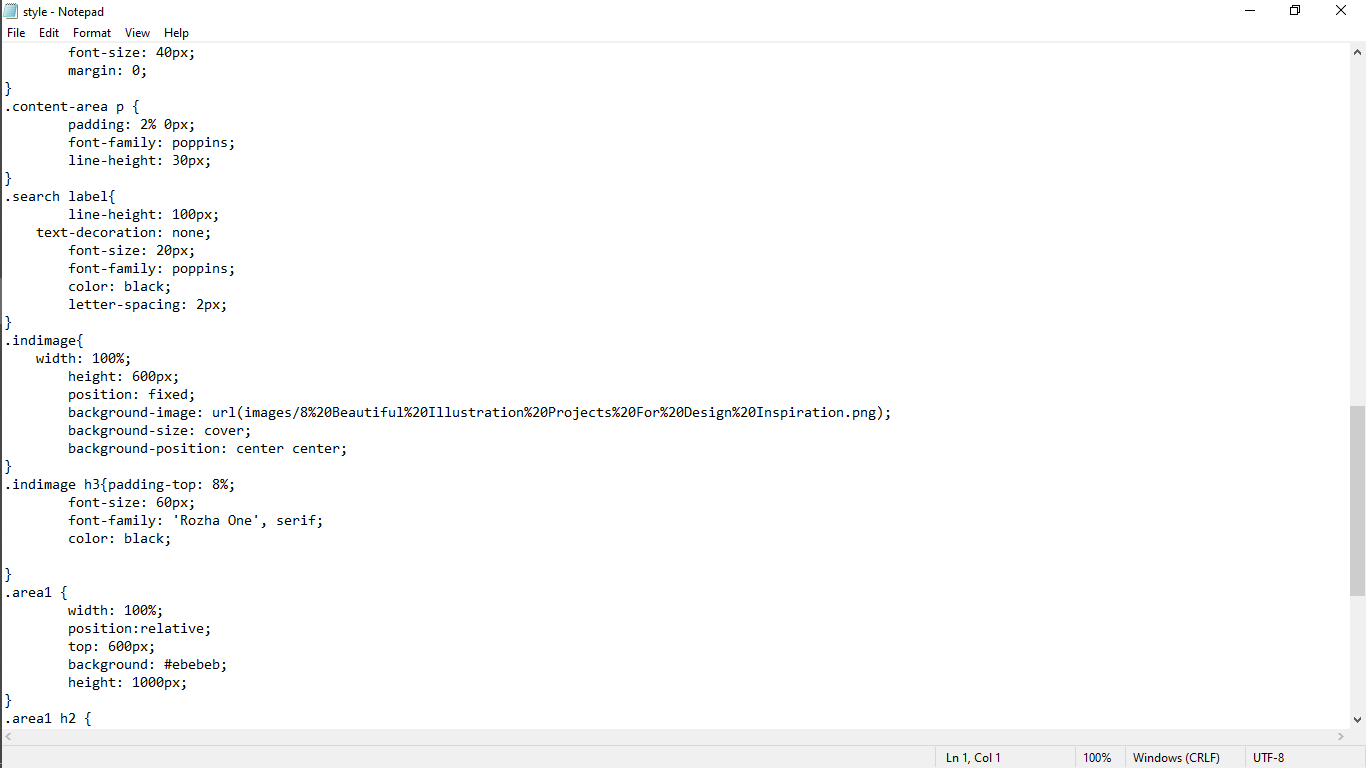 style - Notepad
File Edit Format View Help
font-size: 40px;
margin: 0;
}
.content-area p {
padding: 2% 0px;
font-family: poppins;
line-height: 30px;
}
.search label{
line-height: 100px;
text-decoration: none;
font-size: 20px;
font-family: poppins;
color: black;
letter-spacing: 2px;
}
.indimage{
width: 100%;
height: 600px;
position: fixed;
background-image: url(images/8%20Beautiful%20Illustration%20Projects%20For%20Design%20Inspiration.png);
background-size: cover;
background-position: center center;
}
.indimage h3{padding-top: 8%;
font-size: 60px;
font-family: 'Rozha One', serif;
color: black;
}
.area1 {
width: 100%;
position:relative;
top: 600px;
background: #ebebeb;
height: 1000px;
}
.area1 h2 {
Ln 1, Col 1 100% Windows (CRLF) UTF-8